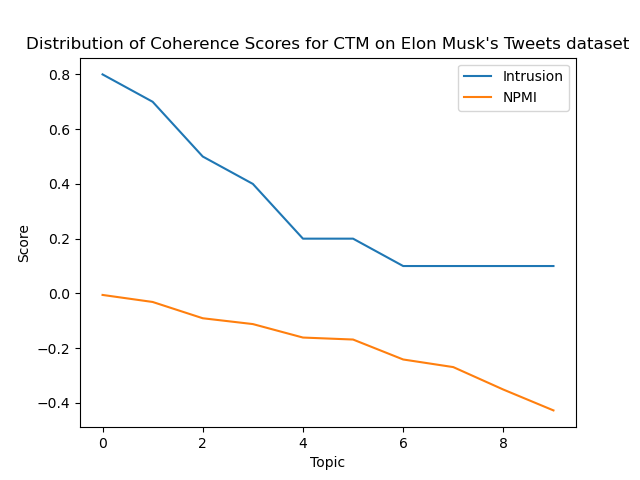 Distribution of Coherence Scores for CTM on Elon Musk's Tweets dataset
Intrusion
NPMI
0.8
0.6
0.4
0.2
0.0
−0.2
−0.4
Score
0 2 4 6 8
Topic